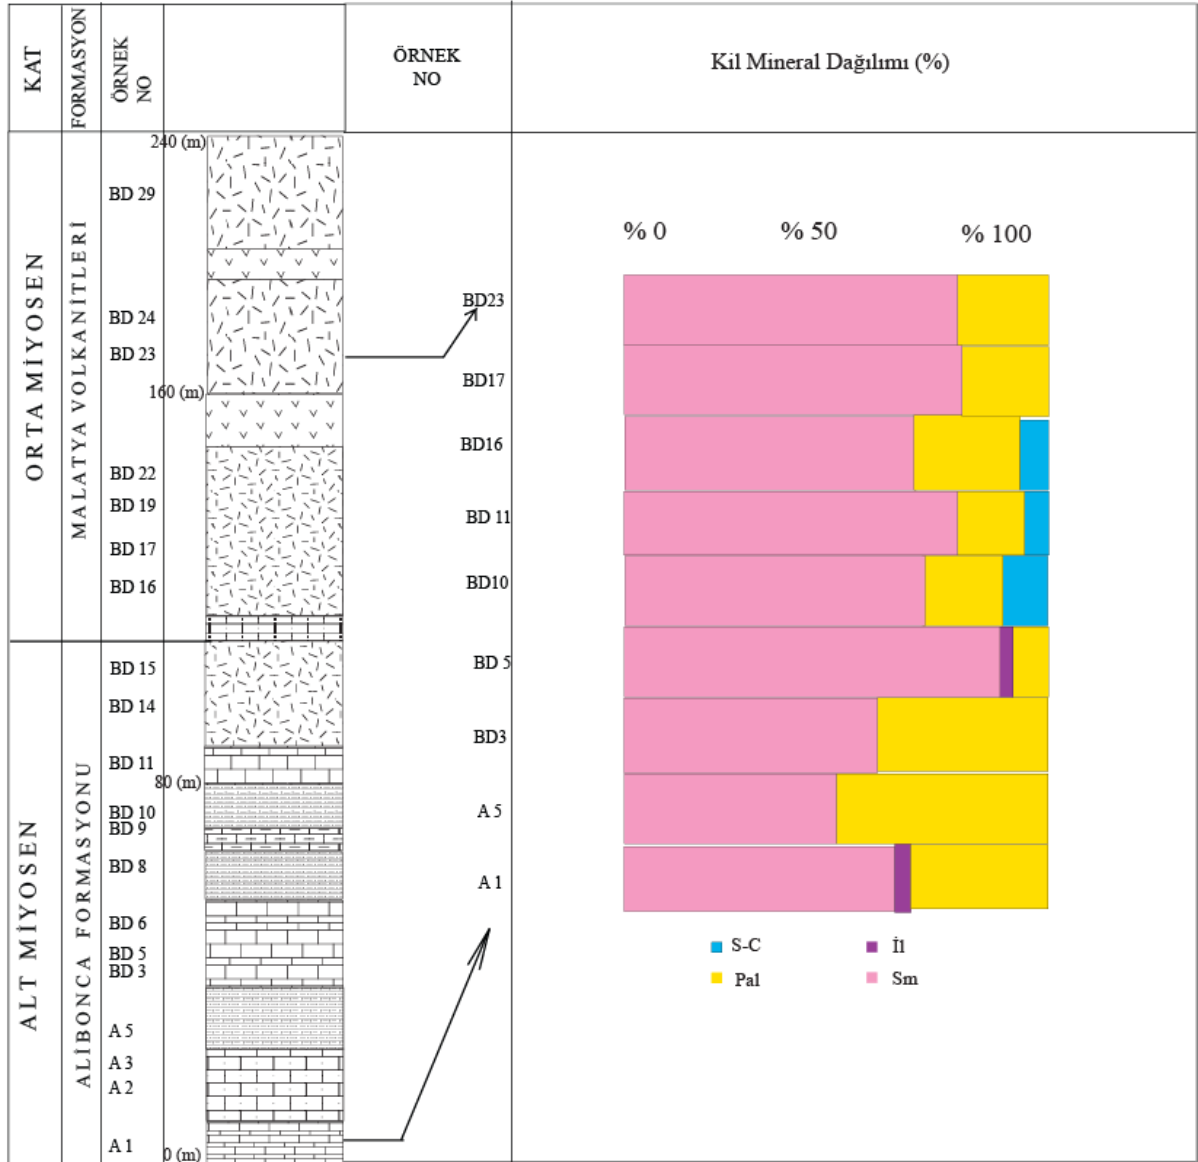 KAT
FORMASYON
ÖRNEK
NO
ÖRNEK
NO
Kil Mineral Dağılımı (%)
ORTA MİYOSEN
MALATYA VOLKANİTLERİ
240 (m)
BD 29
BD 24
BD 23
160 (m)
BD 22
BD 19
BD 17
BD 16
ALT MİYOSEN
ALİBONCA FORMASYONU
BD 15
BD 14
BD 11
80 (m)
BD 10
BD 9
BD 8
BD 6
BD 5
BD 3
A 5
A 3
A 2
A 1
0 (m)
% 0 % 50 % 100
BD23
BD17
BD16
BD 11
BD10
BD 5
BD3
A 5
A 1
S-C İl
Pal Sm